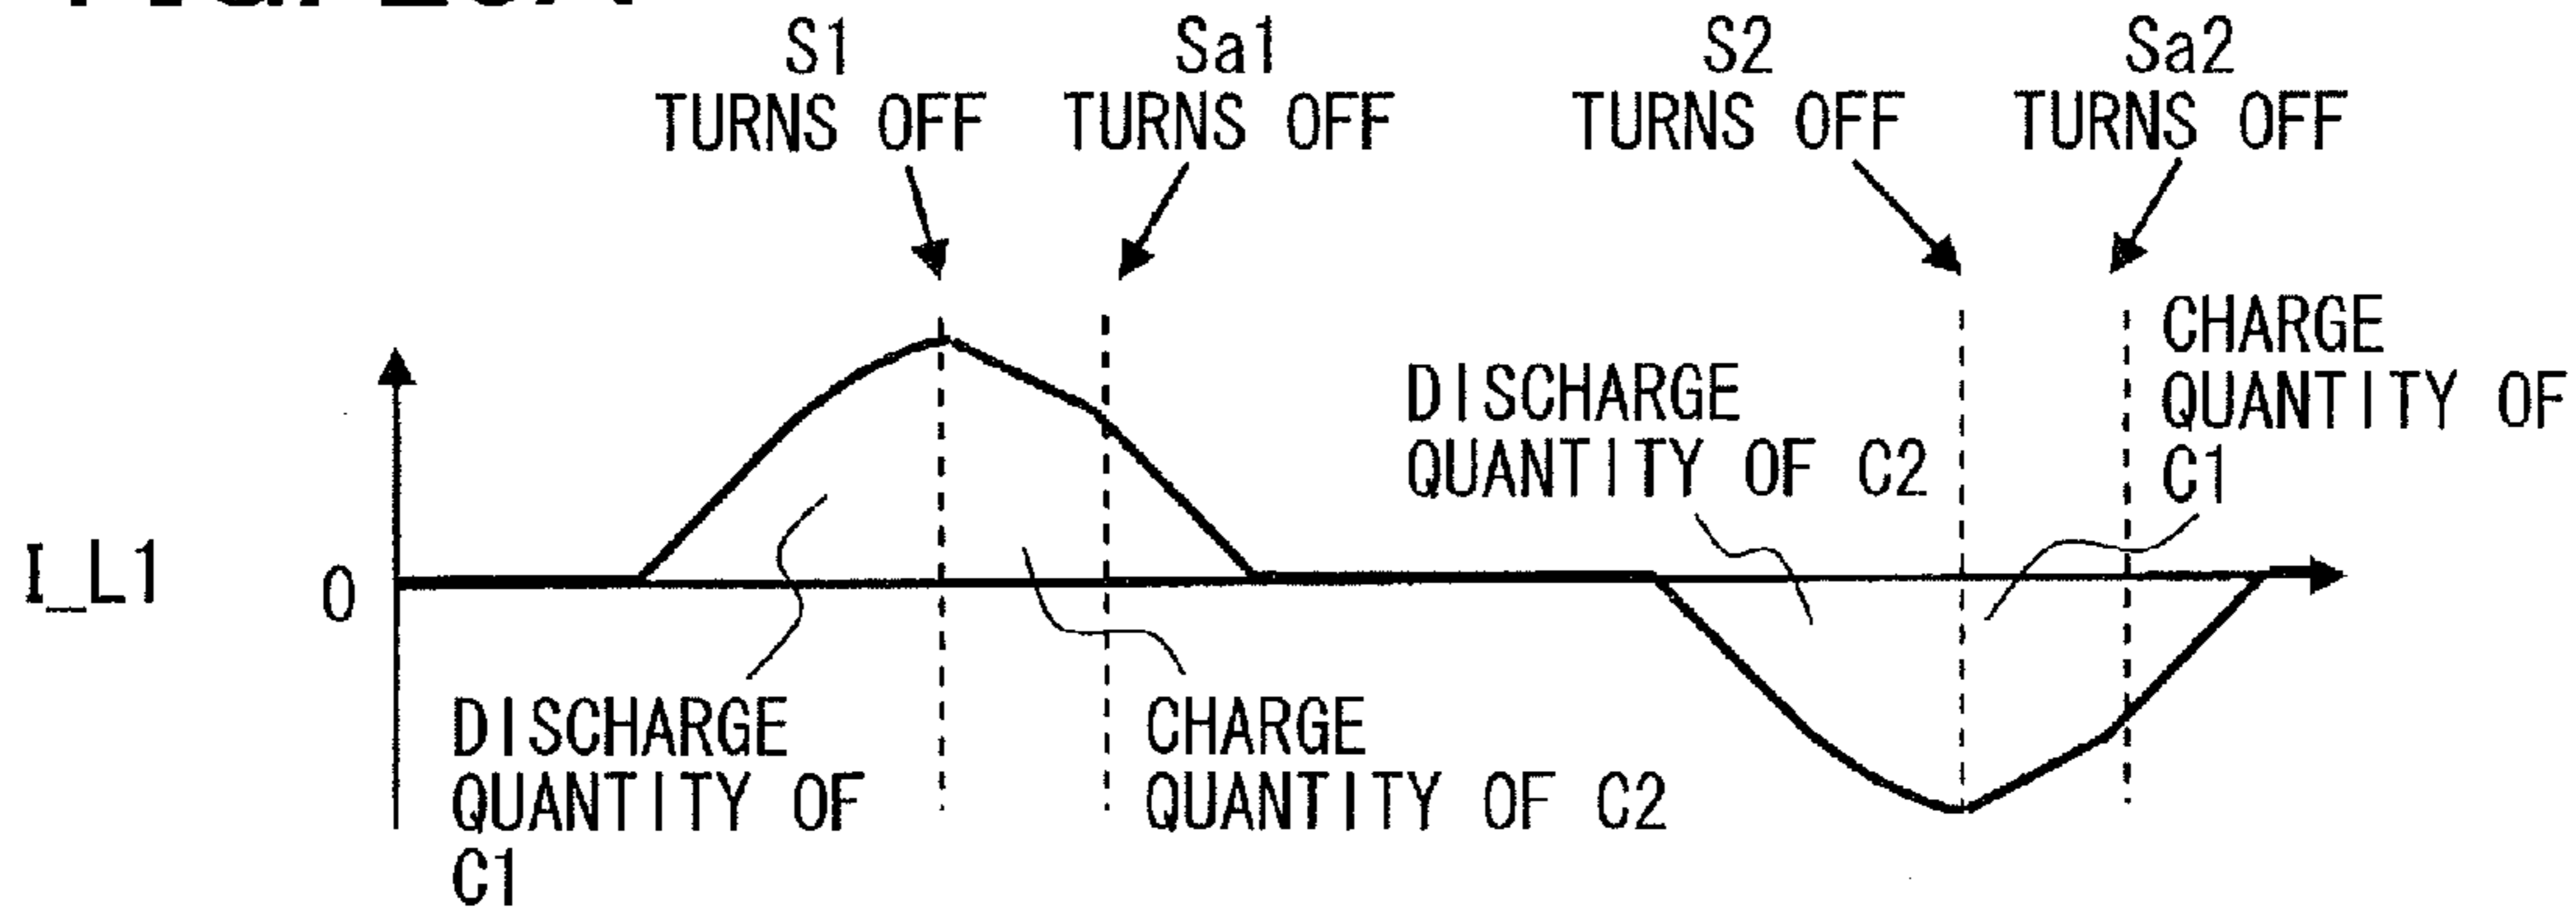 S1
TURNS OFF
Sa1
TURNS OFF
S2
TURNS OFF
Sa2
TURNS OFF
CHARGE
QUANTITY OF
C1
DISCHARGE
QUANTITY OF C2
I_L1
0
DISCHARGE
QUANTITY OF
C1
CHARGE
QUANTITY OF C2